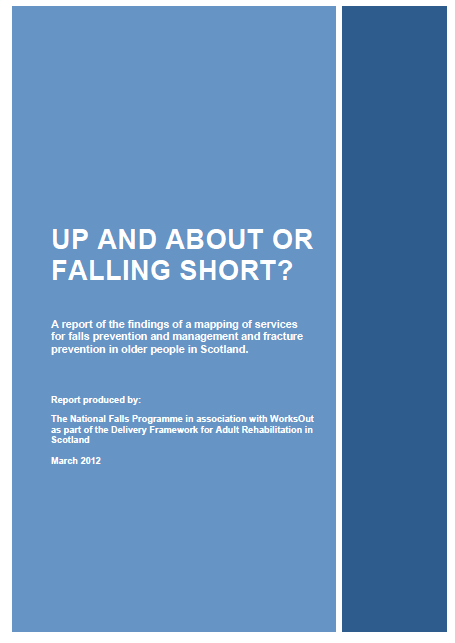 UP AND ABOUT OR
FALLING SHORT?
A report of the findings of a mapping of services
for falls prevention and management and fracture
prevention in older people in Scotland.
Report produced by:
The National Falls Programme in association with WorksOut
as part of the Delivery Framework for Adult Rehabilitation in
Scotland
March 2012